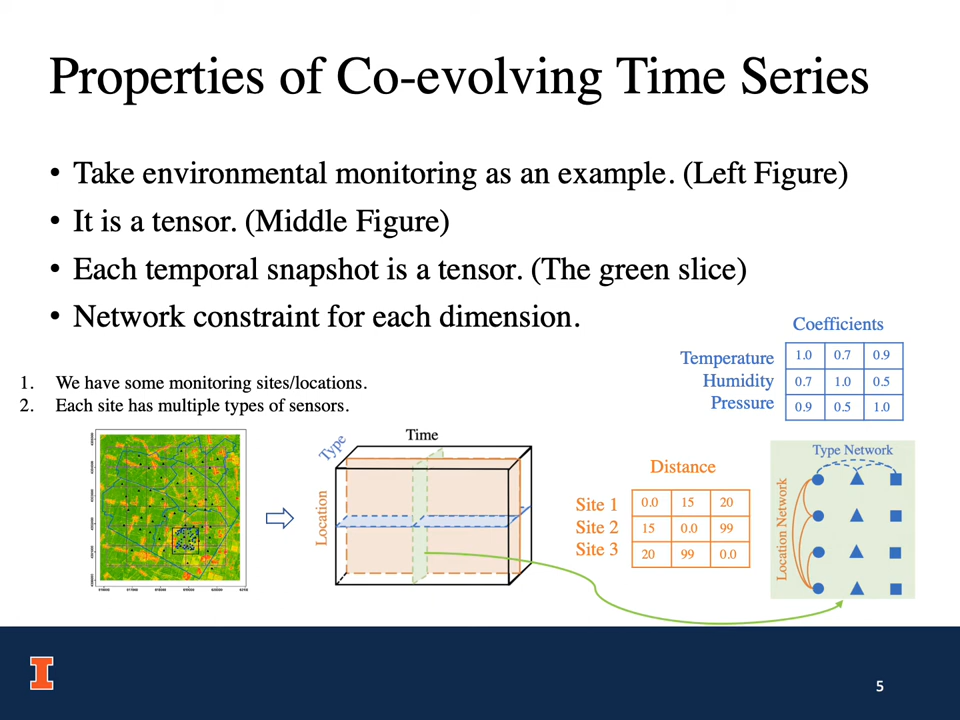 Properties of Co-evolving Time Series
• Take environmental monitoring as an example. (Left Figure)
• It is a tensor. (Middle Figure)
• Each temporal snapshot is a tensor. (The green slice)
• Network constraint for each dimension.
1. We have some monitoring sites/locations.
2. Each site has multiple types of sensors.
Type
Time
Location
Coefficients
Temperature 1.0 0.7 0.9
Humidity 0.7 1.0 0.5
Pressure 0.9 0.5 1.0
Distance
Site 1 0.0 15 20
Site 2 15 0.0 99
Site 3 20 99 0.0
Type Network
Location Network
I
5